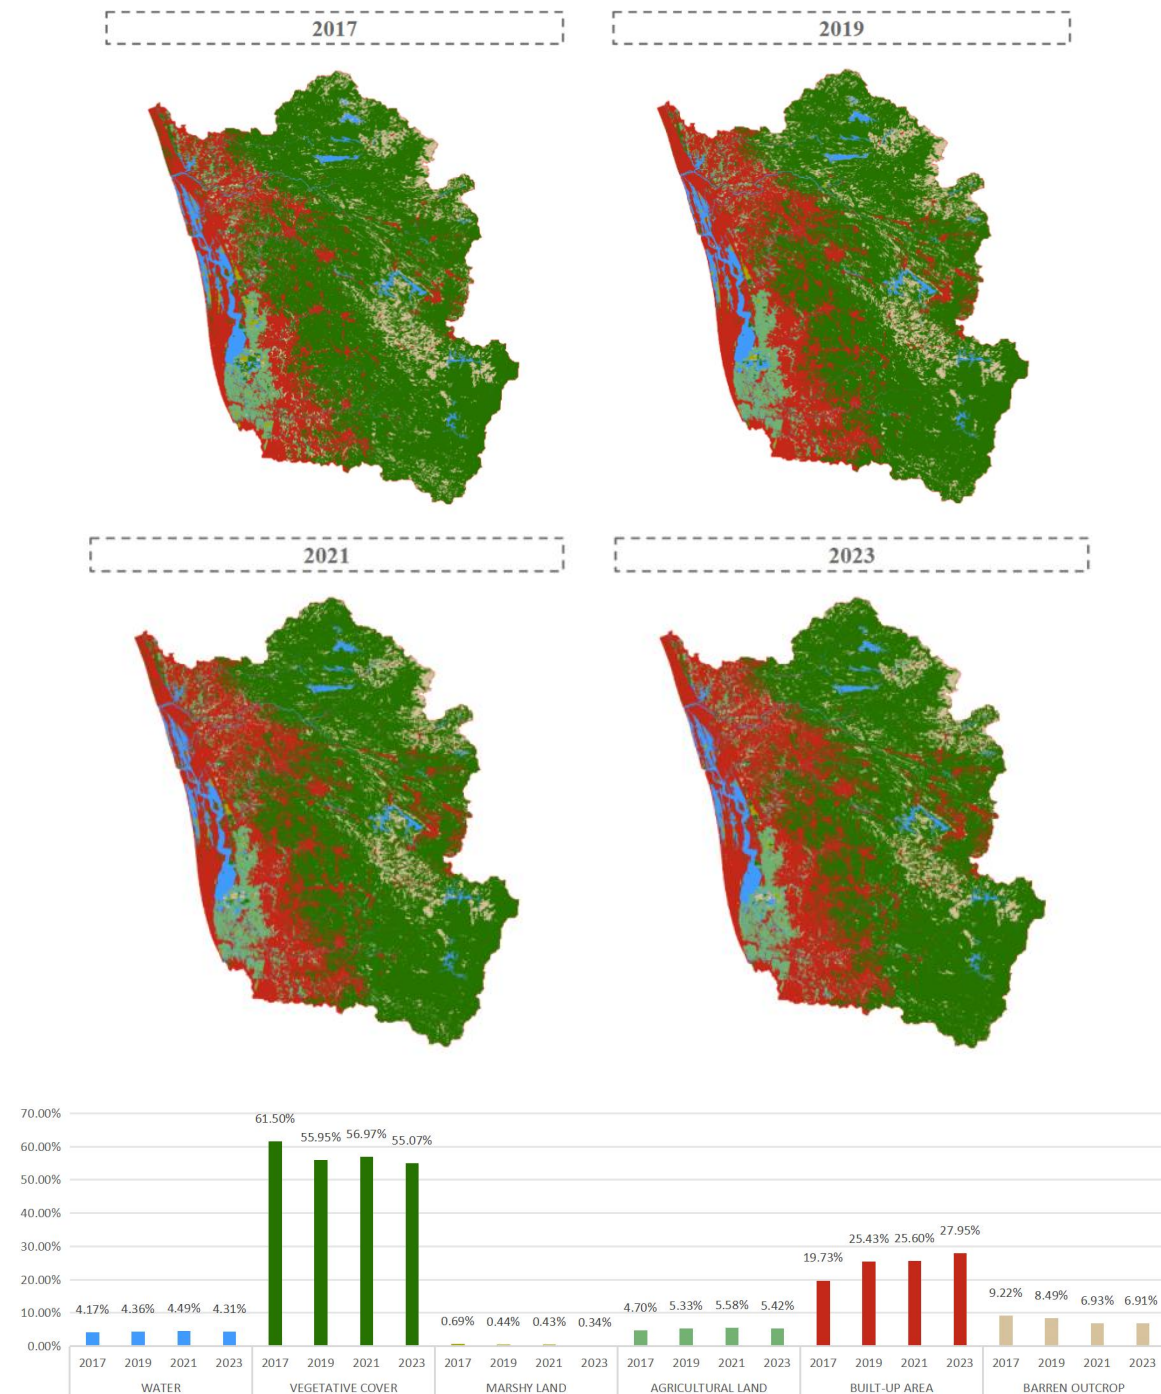 2017
2019
2021
2023
70.00%
60.00%
50.00%
40.00%
30.00%
20.00%
10.00%
0.00%
4.17% 4.36% 4.49% 4.31%
61.50% 55.95% 56.97% 55.07%
0.69% 0.44% 0.43% 0.34%
4.70% 5.33% 5.58% 5.42%
19.73% 25.43% 25.60% 27.95%
9.22% 8.49% 6.93% 6.91%
2017 2019 2021 2023 2017 2019 2021 2023 2017 2019 2021 2023 2017 2019 2021 2023 2017 2019 2021 2023 2017 2019 2021 2023
WATER VEGETATIVE COVER MARSHY LAND AGRICULTURAL LAND BUILT-UP AREA BARREN OUTCROP